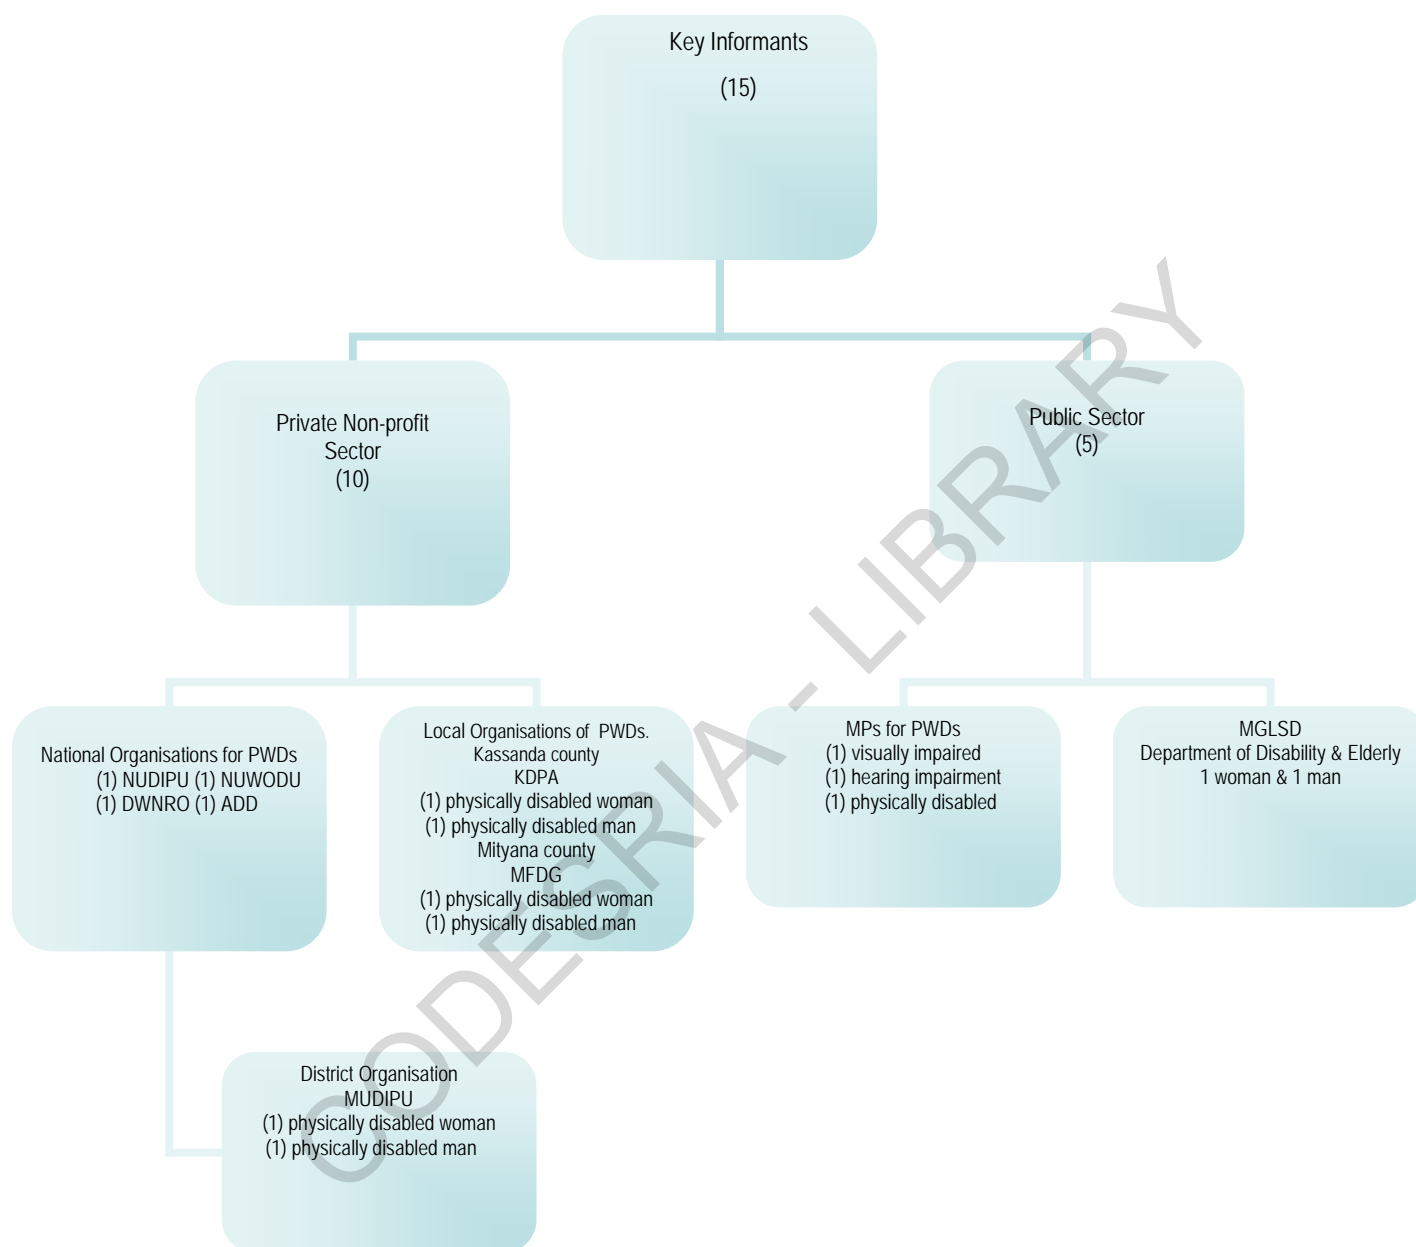 Key Informants
(15)
Private Non-profit
Sector
(10)
Public Sector
(5)
National Organisations for PWDs
(1) NUDIPU (1) NUWODU
(1) DWNRO (1) ADD
Local Organisations of PWDs.
Kassanda county
KDPA
(1) physically disabled woman
(1) physically disabled man
Mityana county
MFDG
(1) physically disabled woman
(1) physically disabled man
MPs for PWDs
(1) visually impaired
(1) hearing impairment
(1) physically disabled
MGLSD
Department of Disability & Elderly
1 woman & 1 man
District Organisation
MUDIPU
(1) physically disabled woman
(1) physically disabled man
CODESRIA - LIBRARY